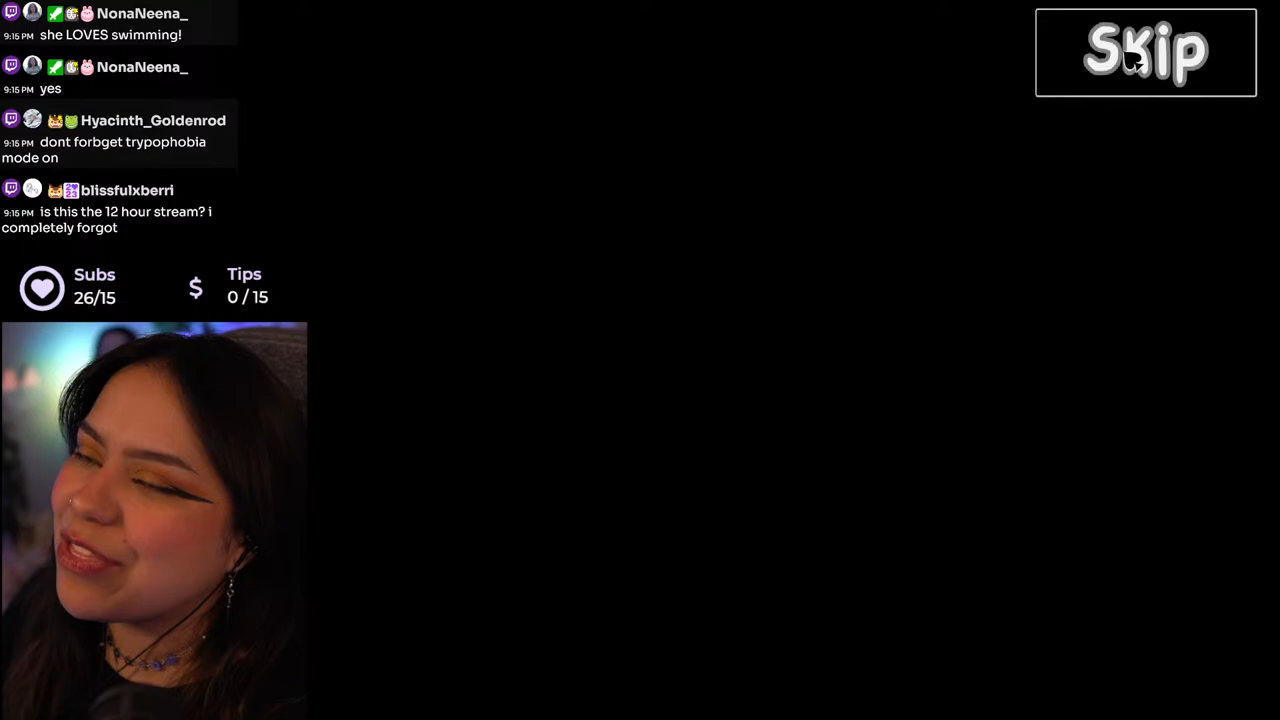 NonaNeena_
9:15 PM she LOVES swimming!
NonaNeena_
9:15 PM yes
Hyacinth_Goldenrod
9:15 PM dont forbget trypophobia
mode on
blissfulxberri
9:15 PM is this the 12 hour stream? i
completely forgot
Subs
26/15
$
Tips
0 / 15
Skip